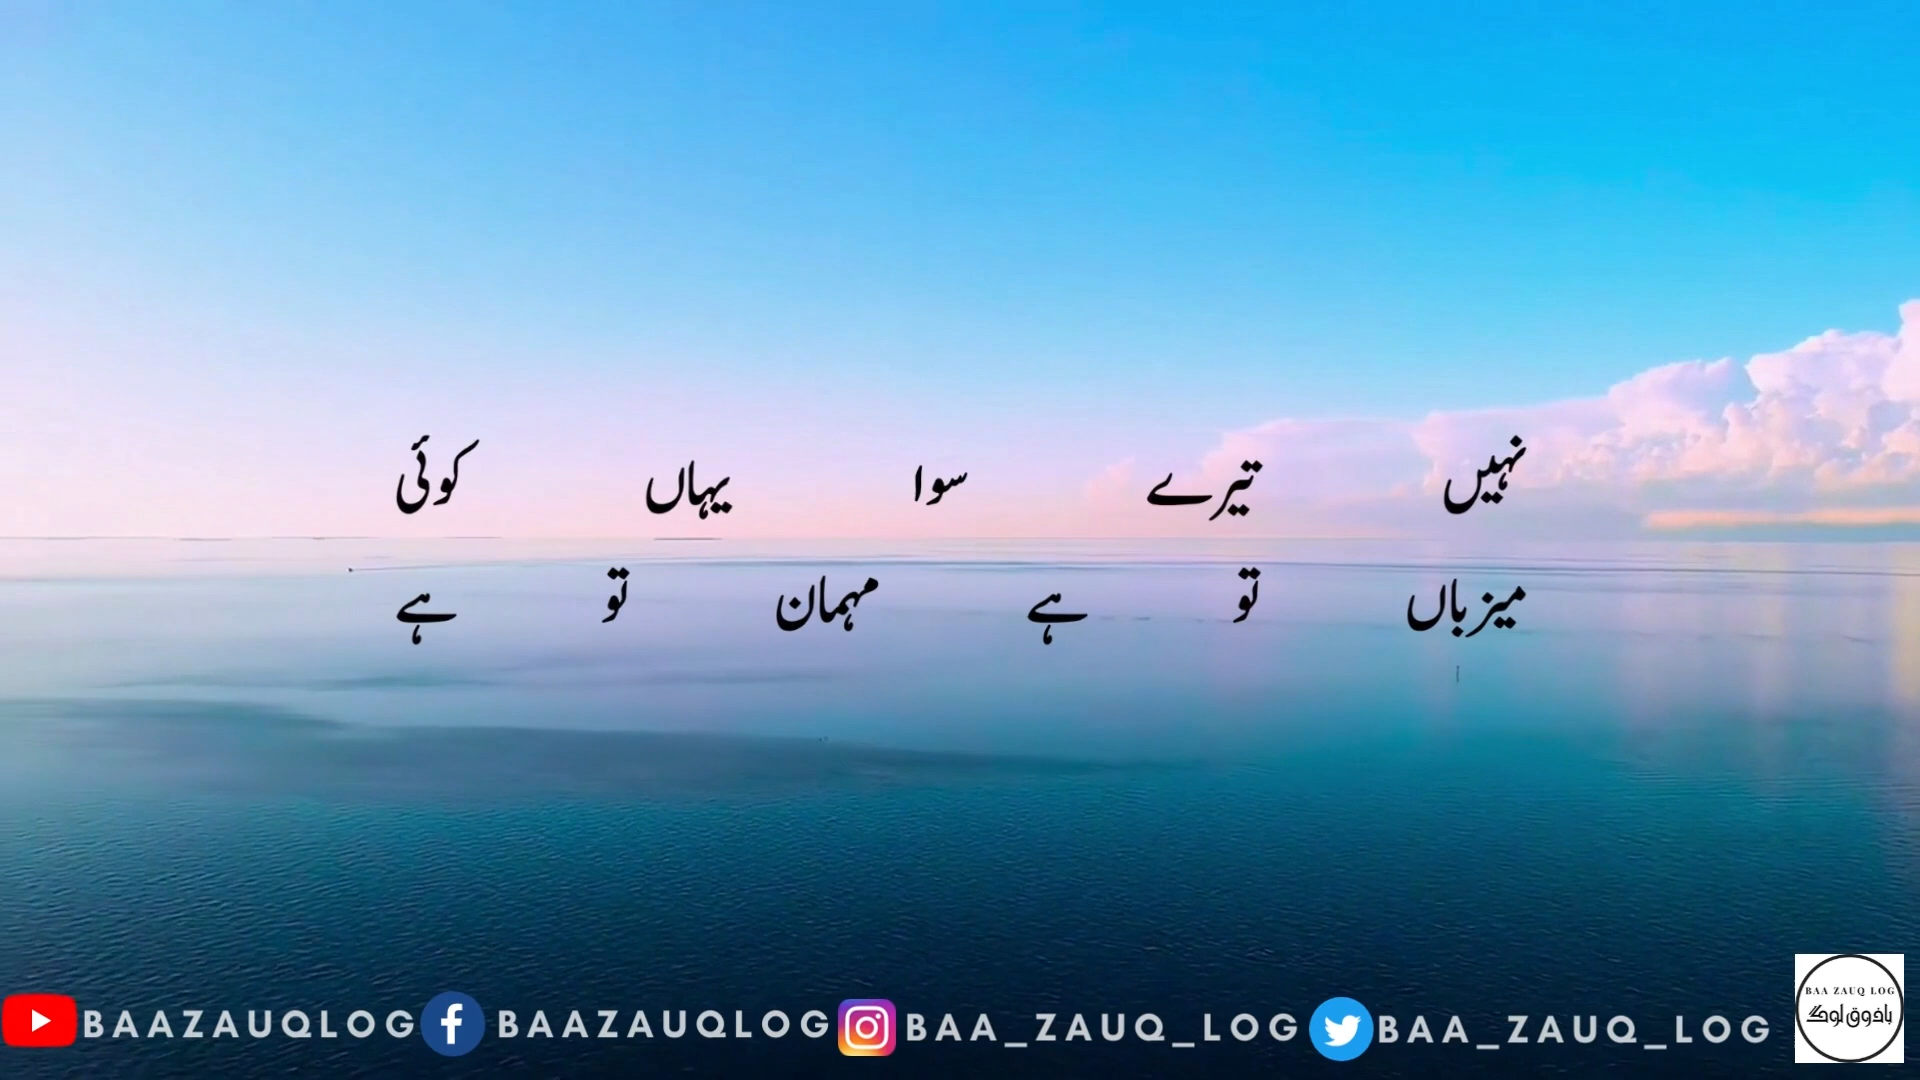 نہیں تیرے سوا یہاں کوئی
میزباں تو ہے مہمان تو ہے
BAAZAUQLOG BAAZAUQLOG BAA_ZAUQ_LOG BAA_ZAUQ_LOG
BAA ZAUQ LOG
باذوق لوگ